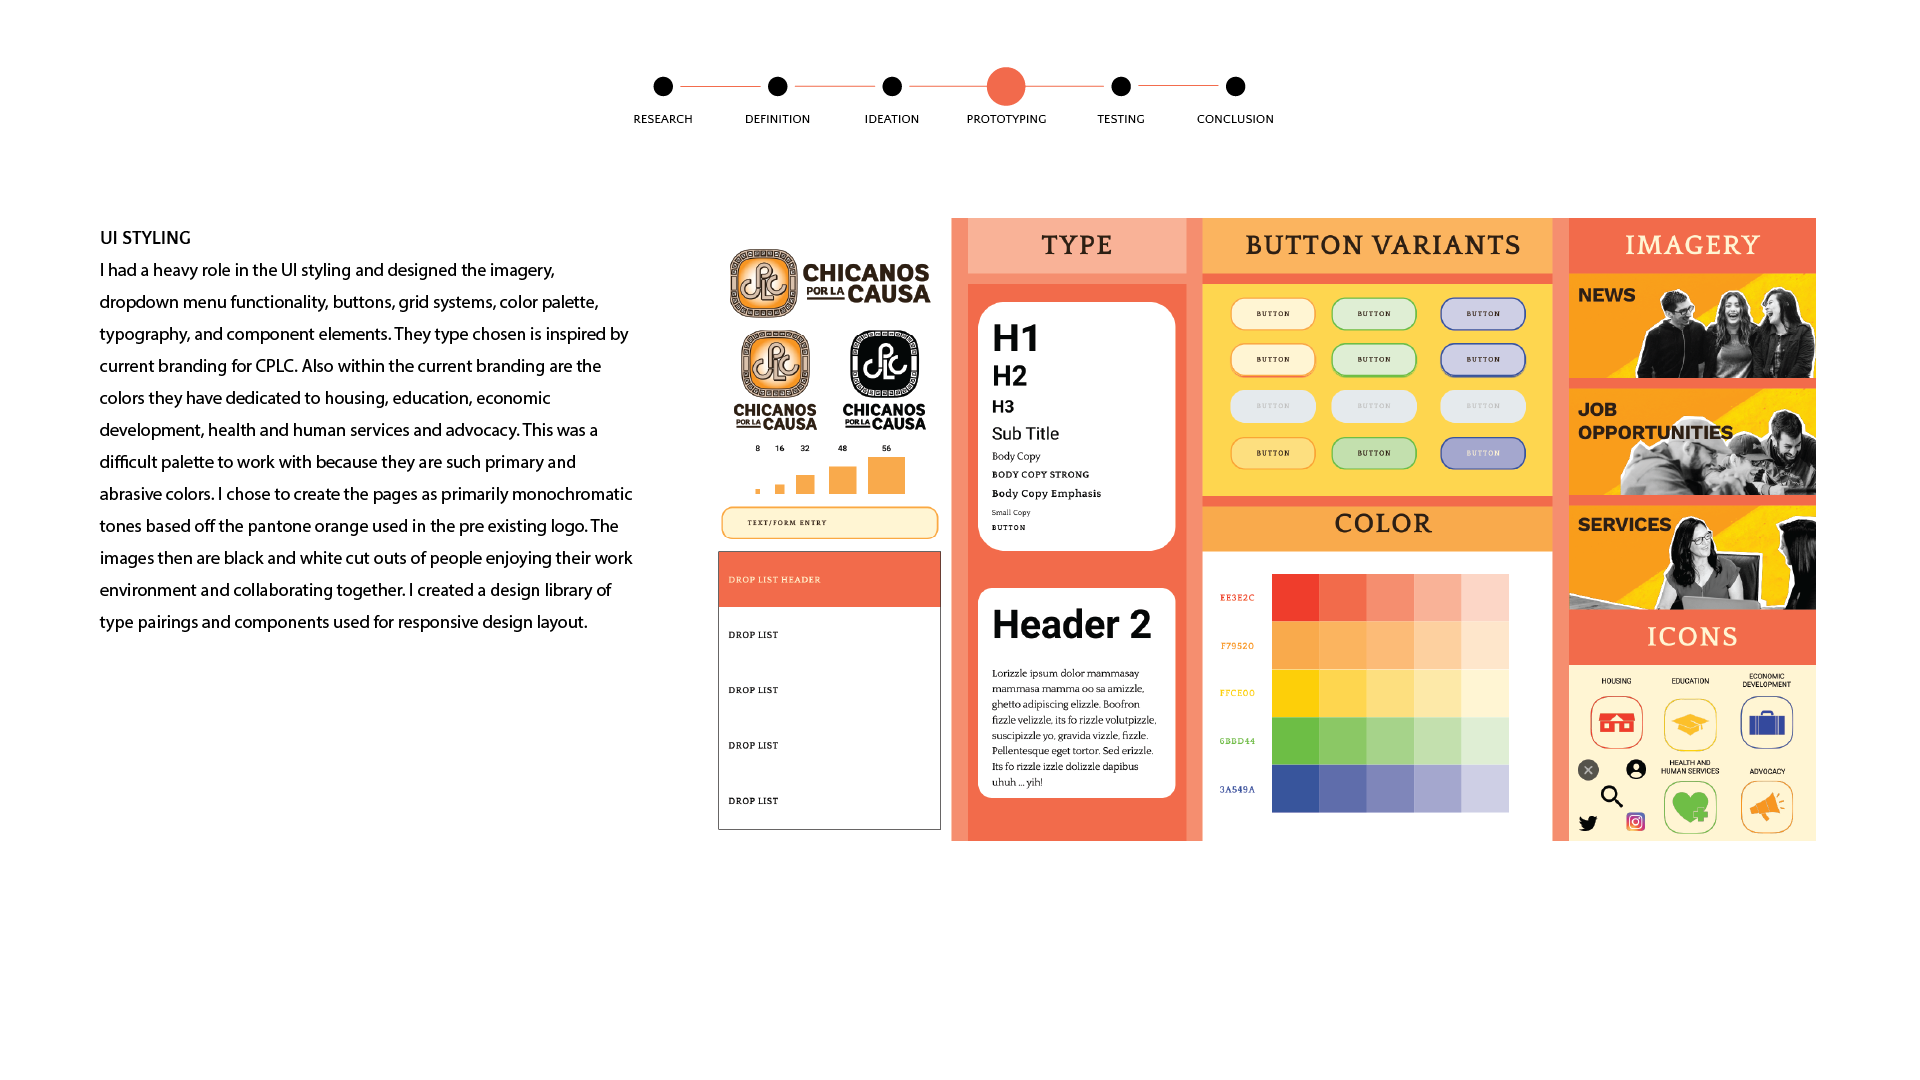 RESEARCH
DEFINITION
IDEATION
PROTOTYPING
TESTING
CONCLUSION
UI STYLING
I had a heavy role in the UI styling and designed the imagery,
dropdown menu functionality, buttons, grid systems, color palette,
typography, and component elements. They type chosen is inspired by
current branding for CPLC. Also within the current branding are the
colors they have dedicated to housing, education, economic
development, health and human services and advocacy. This was a
difficult palette to work with because they are such primary and
abrasive colors. I chose to create the pages as primarily monochromatic
tones based off the pantone orange used in the pre existing logo. The
images then are black and white cut outs of people enjoying their work
environment and collaborating together. I created a design library of
type pairings and components used for responsive design layout.
CPLC
CHICANOS
POR LA CAUSA
CPLC
CHICANOS
POR LA CAUSA
CPLC
CHICANOS
POR LA CAUSA
8 16 32 48 56
TEXT/FORM ENTRY
DROP LIST HEADER
DROP LIST
DROP LIST
DROP LIST
DROP LIST
TYPE
H1
H2
H3
Sub Title
Body Copy
BODY COPY STRONG
Body Copy Emphasis
Small Copy
BUTTON
Header 2
Lorizzle ipsum dolor mammasay
mammasa mamma oo sa amizzle,
ghetto adipiscing elizzle. Boofron
fizzle velizzle, its fo rizzle volutpizzle,
suscipizzle yo, gravida vizzle, fizzle.
Pellentesque eget tortor. Sed erizzle.
Its fo rizzle izzle dolizzle dapibus
uhuh ... yih!
BUTTON VARIANTS
BUTTON BUTTON BUTTON
BUTTON BUTTON BUTTON
BUTTON BUTTON BUTTON
BUTTON BUTTON BUTTON
COLOR
EE3E2C
F79520
FFCE00
6BBD44
3A549A
IMAGERY
NEWS
JOB
OPPORTUNITIES
SERVICES
ICONS
HOUSING
EDUCATION
ECONOMIC
DEVELOPMENT
HEALTH AND
HUMAN SERVICES
ADVOCACY